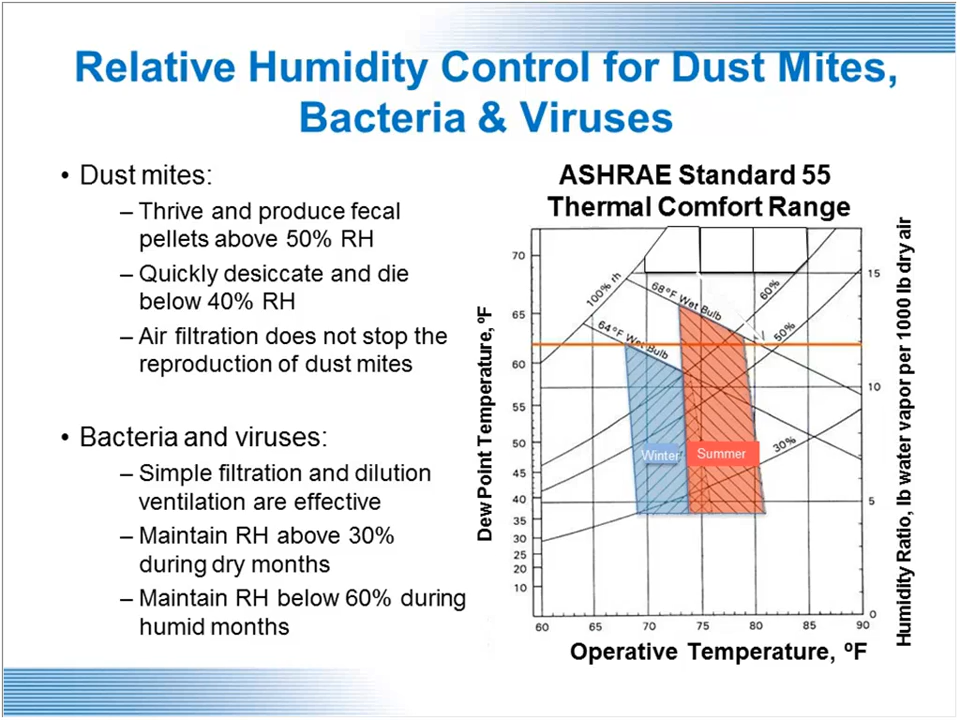 Relative Humidity Control for Dust Mites,
Bacteria & Viruses
• Dust mites:
– Thrive and produce fecal
pellets above 50% RH
– Quickly desiccate and die
below 40% RH
– Air filtration does not stop the
reproduction of dust mites
• Bacteria and viruses:
– Simple filtration and dilution
ventilation are effective
– Maintain RH above 30%
during dry months
– Maintain RH below 60% during
humid months
ASHRAE Standard 55
Thermal Comfort Range
Dew Point Temperature, ºF
70
65
60
55
50
45
40
35
30
25
20
10
100% rh
68°F Wet Bulb
64°F Wet Bulb
60%
50%
30%
Winter
Summer
15
10
5
0
Humidity Ratio, lb water vapor per 1000 lb dry air
60 65 70 75 80 85 90
Operative Temperature, ºF